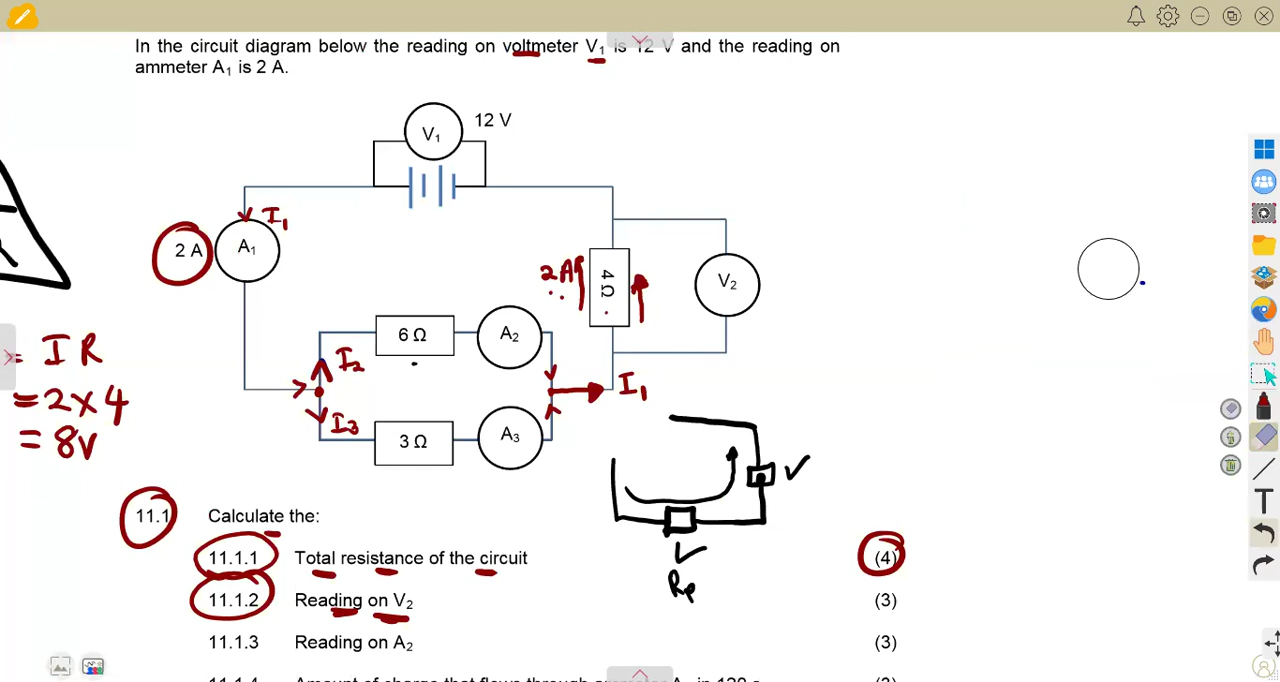 In the circuit diagram below the reading on voltmeter V₁ is 12 V and the reading on
ammeter A₁ is 2 A.
V₁
12 V
I₁
2 A
A₁
2A
4 Ω
V₂
6 Ω
A₂
I₂
I₁
= I R
= 2 x 4
= 8V
I₃
3 Ω
A₃
11.1 Calculate the:
11.1.1 Total resistance of the circuit (4)
Rp
11.1.2 Reading on V₂ (3)
11.1.3 Reading on A₂ (3)
T